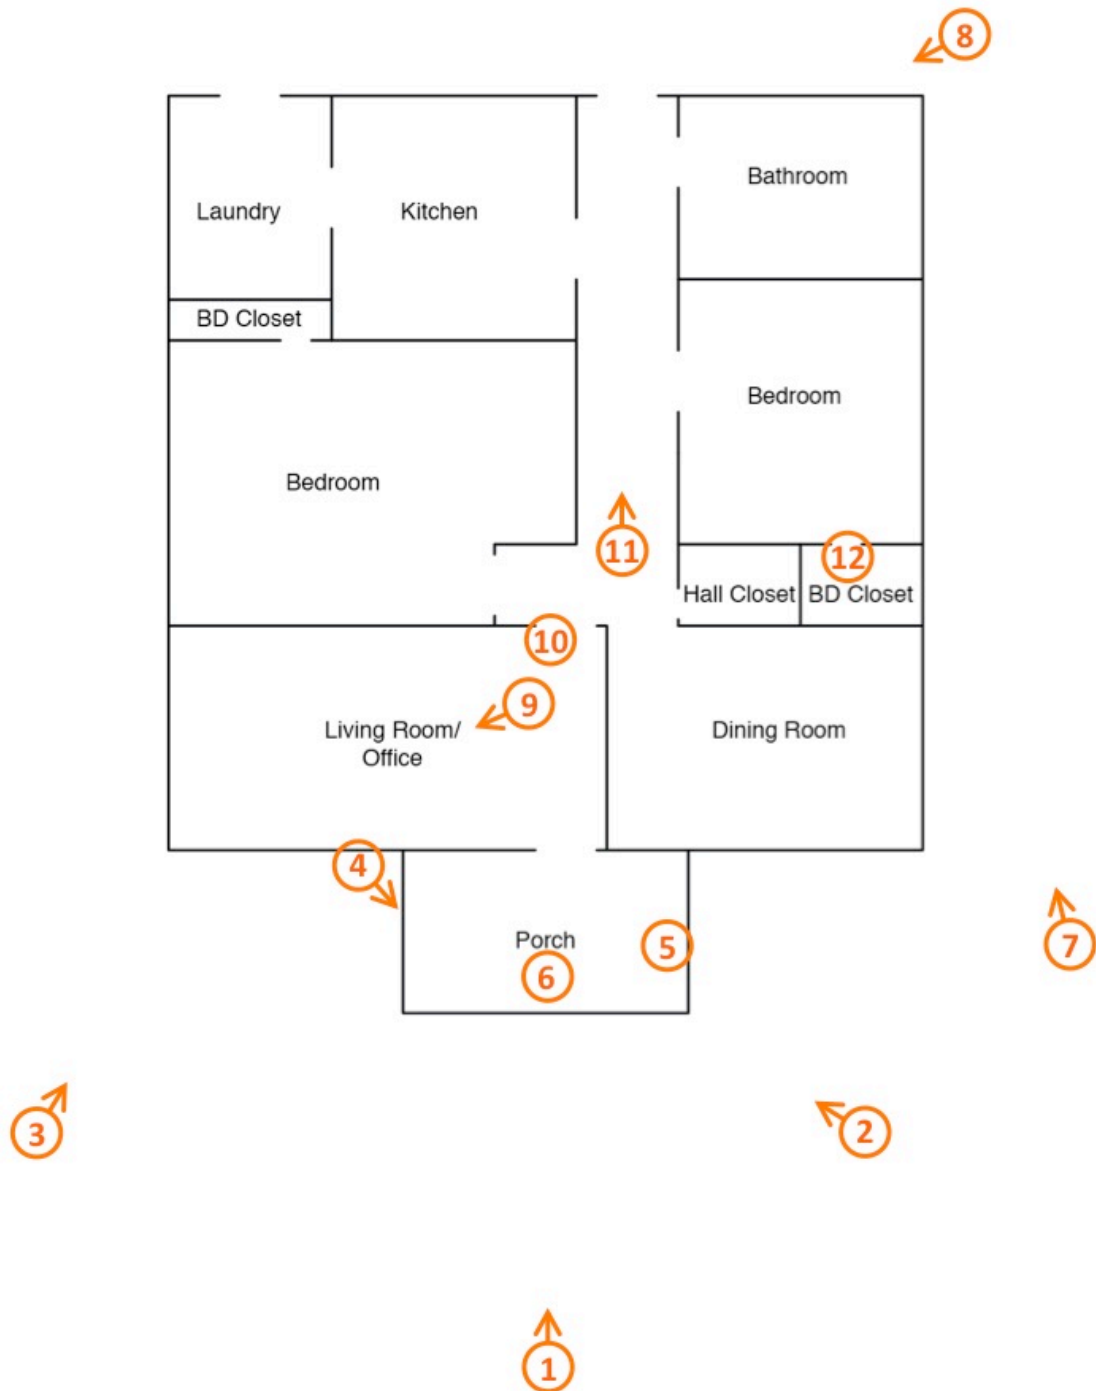 8
Bathroom
Laundry
Kitchen
BD Closet
Bedroom
Bedroom
11
12
Hall Closet
BD Closet
10
9
Living Room/
Office
Dining Room
4
Porch
5
6
7
3
2
1